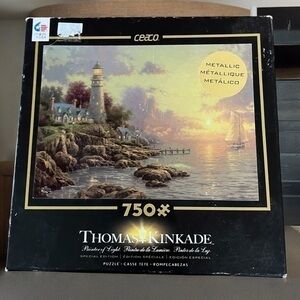 ceaco
METALLIC
MÉTALLIQUE
METÁLICO
750
THOMAS KINKADE
Painter of Light Peintre de la Lumière Pintor de la Luz
SPECIAL EDITION | ÉDITION SPÉCIALE | EDICIÓN ESPECIAL
PUZZLE • CASSE TETE • ROMPECABEZAS